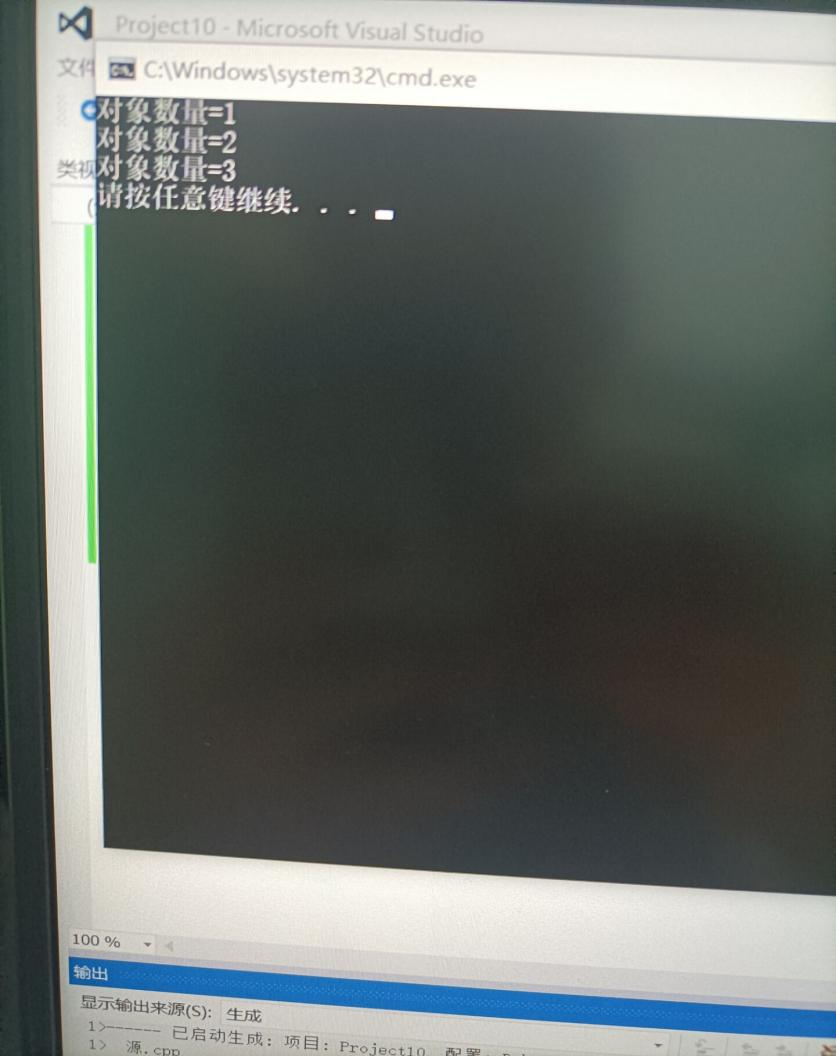 Project10 - Microsoft Visual Studio
文件
C:\Windows\system32\cmd.exe
对象数量=1
对象数量=2
类视
对象数量=3
请按任意键继续. . .
100 %
输出
显示输出来源(S): 生成
1>------ 已启动生成: 项目: Project10, 配置:
1> 源.cpp